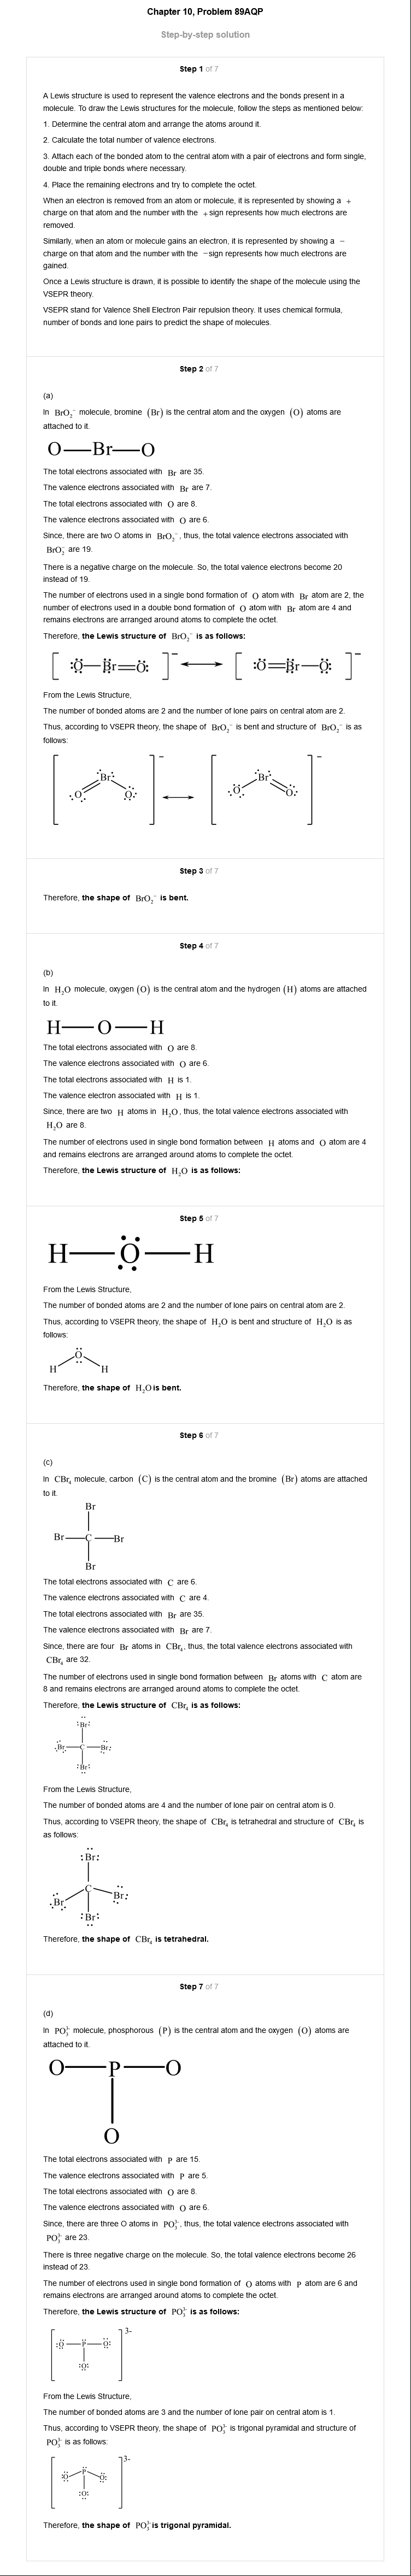 Chapter 10, Problem 89AQP
Step-by-step solution
Step 1 of 7
A Lewis structure is used to represent the valence electrons and the bonds present in a
molecule. To draw the Lewis structures for the molecule, follow the steps as mentioned below:
1. Determine the central atom and arrange the atoms around it.
2. Calculate the total number of valence electrons.
3. Attach each of the bonded atom to the central atom with a pair of electrons and form single,
double and triple bonds where necessary.
4. Place the remaining electrons and try to complete the octet.
When an electron is removed from an atom or molecule, it is represented by showing a +
charge on that atom and the number with the +sign represents how much electrons are
removed.
Similarly, when an atom or molecule gains an electron, it is represented by showing a −
charge on that atom and the number with the −sign represents how much electrons are
gained.
Once a Lewis structure is drawn, it is possible to identify the shape of the molecule using the
VSEPR theory.
VSEPR stand for Valence Shell Electron Pair repulsion theory. It uses chemical formula,
number of bonds and lone pairs to predict the shape of molecules.
Step 2 of 7
(a)
In BrO₂⁻ molecule, bromine (Br) is the central atom and the oxygen (O) atoms are
attached to it.
O—Br—O
The total electrons associated with Br are 35.
The valence electrons associated with Br are 7.
The total electrons associated with O are 8.
The valence electrons associated with O are 6.
Since, there are two O atoms in BrO₂⁻, thus, the total valence electrons associated with
BrO₂⁻ are 19.
There is a negative charge on the molecule. So, the total valence electrons become 20
instead of 19.
The number of electrons used in a single bond formation of O atom with Br atom are 2, the
number of electrons used in a double bond formation of O atom with Br atom are 4 and
remains electrons are arranged around atoms to complete the octet.
Therefore, the Lewis structure of BrO₂⁻ is as follows:
[O—Br=O]⁻ ↔ [O=Br—O]⁻
From the Lewis Structure,
The number of bonded atoms are 2 and the number of lone pairs on central atom are 2.
Thus, according to VSEPR theory, the shape of BrO₂⁻ is bent and structure of BrO₂⁻ is as
follows:
Br − Br −
O O ↔ O O
Step 3 of 7
Therefore, the shape of BrO₂⁻ is bent.
Step 4 of 7
(b)
In H₂O molecule, oxygen (O) is the central atom and the hydrogen (H) atoms are attached
to it.
H—O—H
The total electrons associated with O are 8.
The valence electrons associated with O are 6.
The total electrons associated with H is 1.
The valence electron associated with H is 1.
Since, there are two H atoms in H₂O, thus, the total valence electrons associated with
H₂O are 8.
The number of electrons used in single bond formation between H atoms and O atom are 4
and remains electrons are arranged around atoms to complete the octet.
Therefore, the Lewis structure of H₂O is as follows:
Step 5 of 7
H—O—H
From the Lewis Structure,
The number of bonded atoms are 2 and the number of lone pairs on central atom are 2.
Thus, according to VSEPR theory, the shape of H₂O is bent and structure of H₂O is as
follows:
O
H H
Therefore, the shape of H₂O is bent.
Step 6 of 7
(c)
In CBr₄ molecule, carbon (C) is the central atom and the bromine (Br) atoms are attached
to it.
Br
Br—C—Br
Br
The total electrons associated with C are 6.
The valence electrons associated with C are 4.
The total electrons associated with Br are 35.
The valence electrons associated with Br are 7.
Since, there are four Br atoms in CBr₄, thus, the total valence electrons associated with
CBr₄ are 32.
The number of electrons used in single bond formation between Br atoms with C atom are
8 and remains electrons are arranged around atoms to complete the octet.
Therefore, the Lewis structure of CBr₄ is as follows:
Br
Br—C—Br
Br
From the Lewis Structure,
The number of bonded atoms are 4 and the number of lone pair on central atom is 0.
Thus, according to VSEPR theory, the shape of CBr₄ is tetrahedral and structure of CBr₄ is
as follows:
Br
C
Br Br
Br
Therefore, the shape of CBr₄ is tetrahedral.
Step 7 of 7
(d)
In PO₃³⁻ molecule, phosphorous (P) is the central atom and the oxygen (O) atoms are
attached to it.
O—P—O
O
The total electrons associated with P are 15.
The valence electrons associated with P are 5.
The total electrons associated with O are 8.
The valence electrons associated with O are 6.
Since, there are three O atoms in PO₃³⁻, thus, the total valence electrons associated with
PO₃³⁻ are 23.
There is three negative charge on the molecule. So, the total valence electrons become 26
instead of 23.
The number of electrons used in single bond formation of O atoms with P atom are 6 and
remains electrons are arranged around atoms to complete the octet.
Therefore, the Lewis structure of PO₃³⁻ is as follows:
3-
O—P—O
O
From the Lewis Structure,
The number of bonded atoms are 3 and the number of lone pair on central atom is 1.
Thus, according to VSEPR theory, the shape of PO₃³⁻ is trigonal pyramidal and structure of
PO₃³⁻ is as follows:
3-
P
O O
O
Therefore, the shape of PO₃³⁻ is trigonal pyramidal.